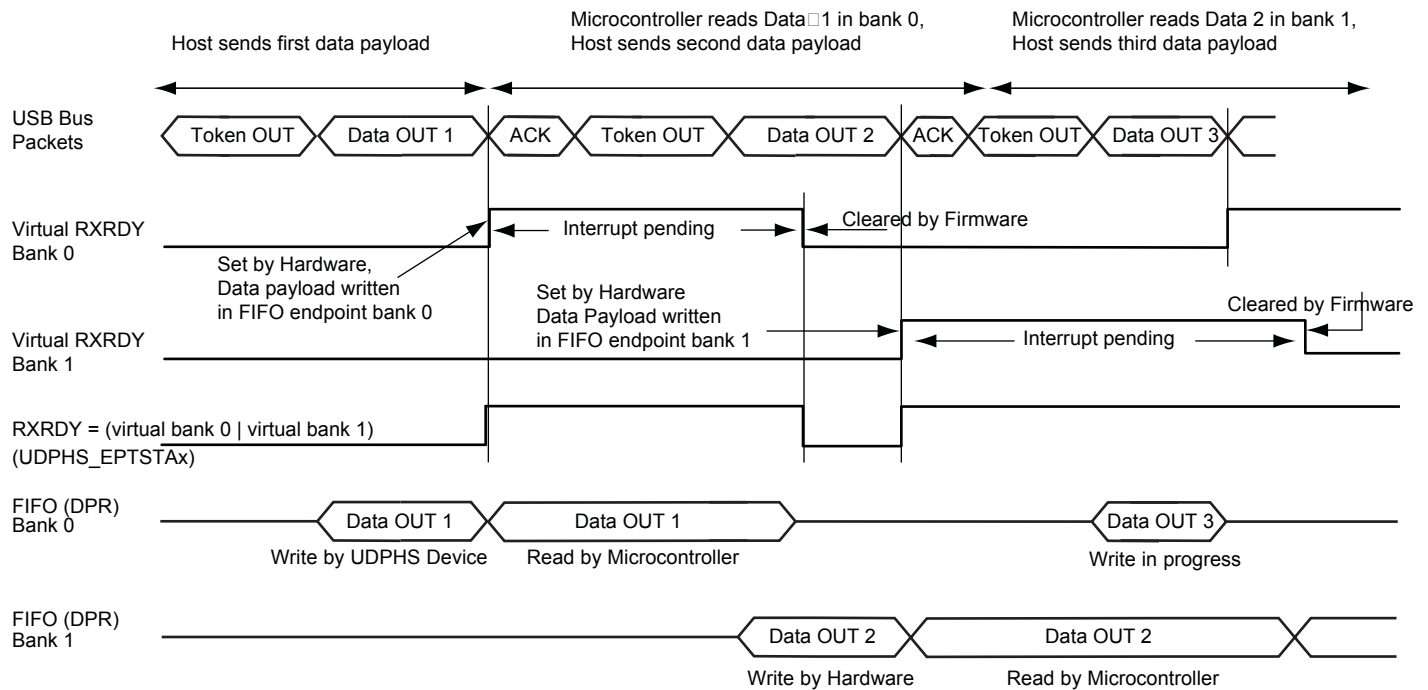 Microcontroller reads Data□1 in bank 0,
Host sends second data payload
Microcontroller reads Data 2 in bank 1,
Host sends third data payload
Host sends first data payload
USB Bus
Packets
Token OUT
Data OUT 1
ACK
Token OUT
Data OUT 2
ACK
Token OUT
Data OUT 3
Virtual RXRDY
Bank 0
Interrupt pending
Cleared by Firmware
Set by Hardware,
Data payload written
in FIFO endpoint bank 0
Set by Hardware
Data Payload written
in FIFO endpoint bank 1
Cleared by Firmware
Virtual RXRDY
Bank 1
Interrupt pending
RXRDY = (virtual bank 0 | virtual bank 1)
(UDPHS_EPTSTAx)
FIFO (DPR)
Bank 0
Data OUT 1
Data OUT 1
Data OUT 3
Write by UDPHS Device
Read by Microcontroller
Write in progress
FIFO (DPR)
Bank 1
Data OUT 2
Data OUT 2
Write by Hardware
Read by Microcontroller